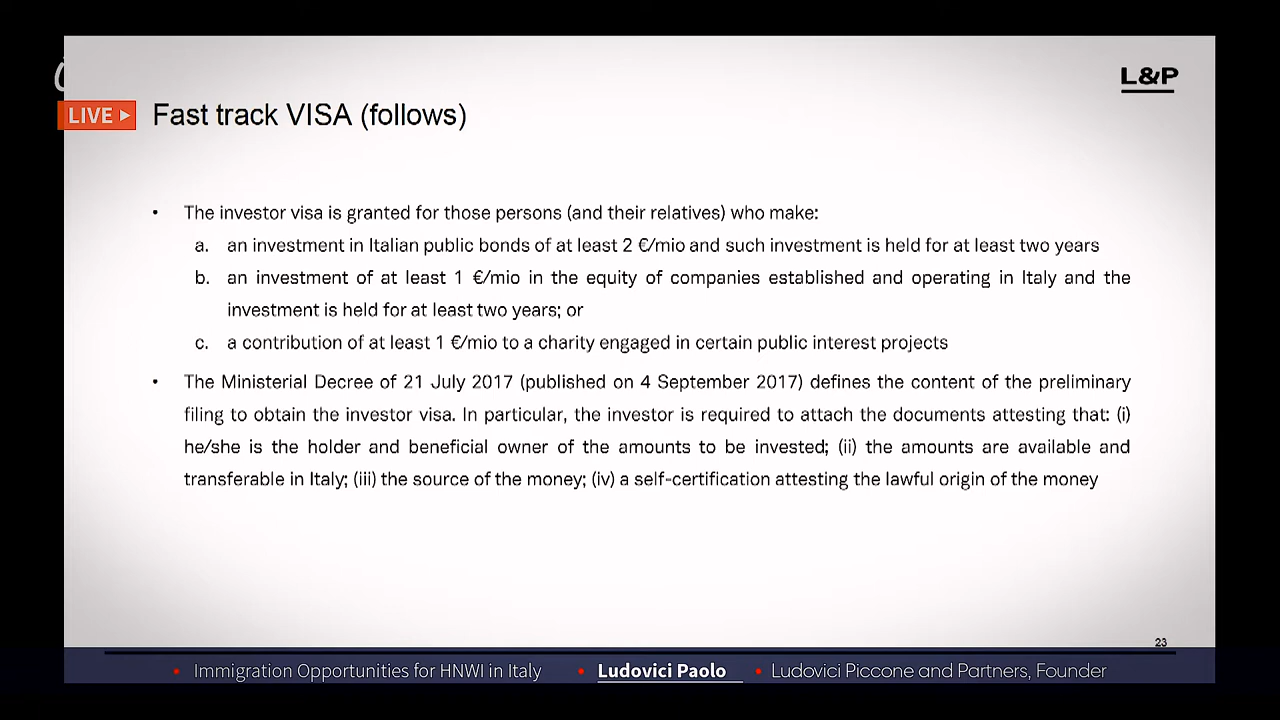 L&P
LIVE
Fast track VISA (follows)
• The investor visa is granted for those persons (and their relatives) who make:
a. an investment in Italian public bonds of at least 2 €/mio and such investment is held for at least two years
b. an investment of at least 1 €/mio in the equity of companies established and operating in Italy and the
investment is held for at least two years; or
c. a contribution of at least 1 €/mio to a charity engaged in certain public interest projects
• The Ministerial Decree of 21 July 2017 (published on 4 September 2017) defines the content of the preliminary
filing to obtain the investor visa. In particular, the investor is required to attach the documents attesting that: (i)
he/she is the holder and beneficial owner of the amounts to be invested; (ii) the amounts are available and
transferable in Italy; (iii) the source of the money; (iv) a self-certification attesting the lawful origin of the money
23
• Immigration Opportunities for HNWI in Italy • Ludovici Paolo • Ludovici Piccone and Partners, Founder